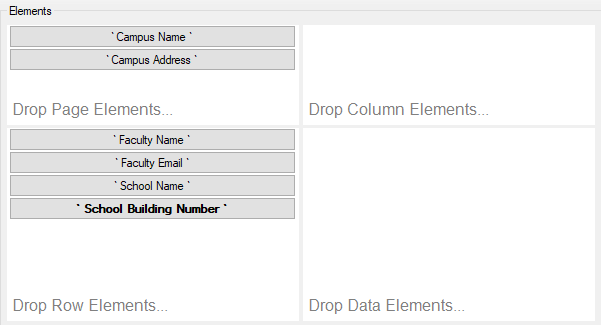 Elements
` Campus Name `
` Campus Address `
Drop Page Elements...
Drop Column Elements...
` Faculty Name `
` Faculty Email `
` School Name `
` School Building Number `
Drop Row Elements...
Drop Data Elements...